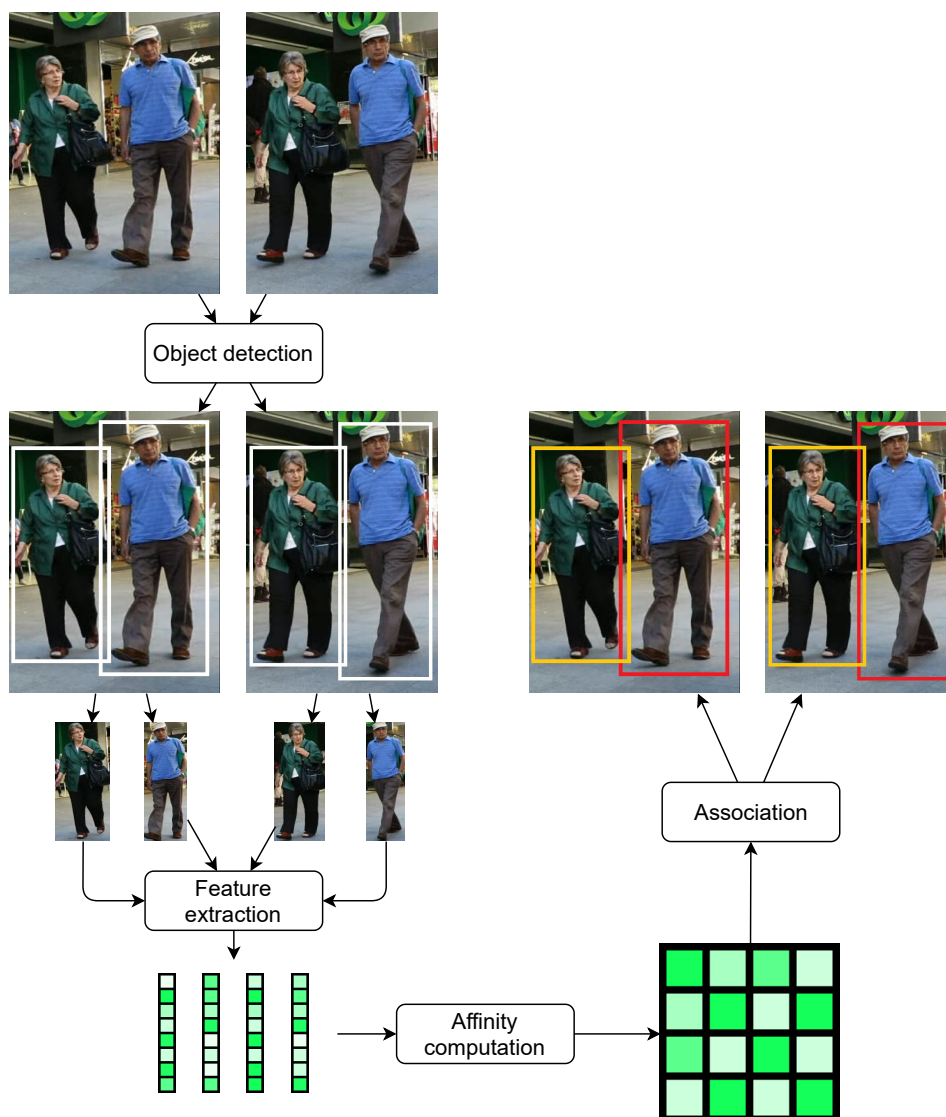 Object detection
Feature
extraction
Affinity
computation
Association